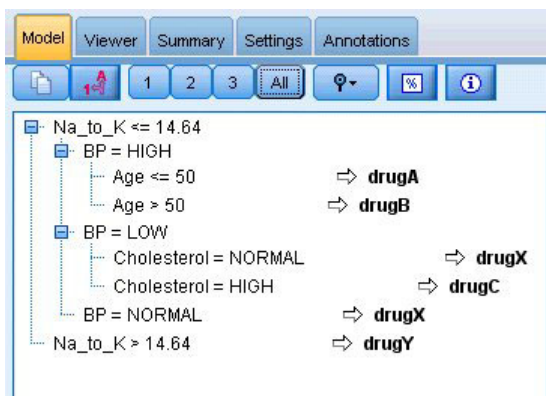 Model Viewer Summary Settings Annotations
1 2 3 All %
Na_to_K <= 14.64
BP = HIGH
Age <= 50 ⇨ drugA
Age > 50 ⇨ drugB
BP = LOW
Cholesterol = NORMAL ⇨ drugX
Cholesterol = HIGH ⇨ drugC
BP = NORMAL ⇨ drugX
Na_to_K > 14.64 ⇨ drugY